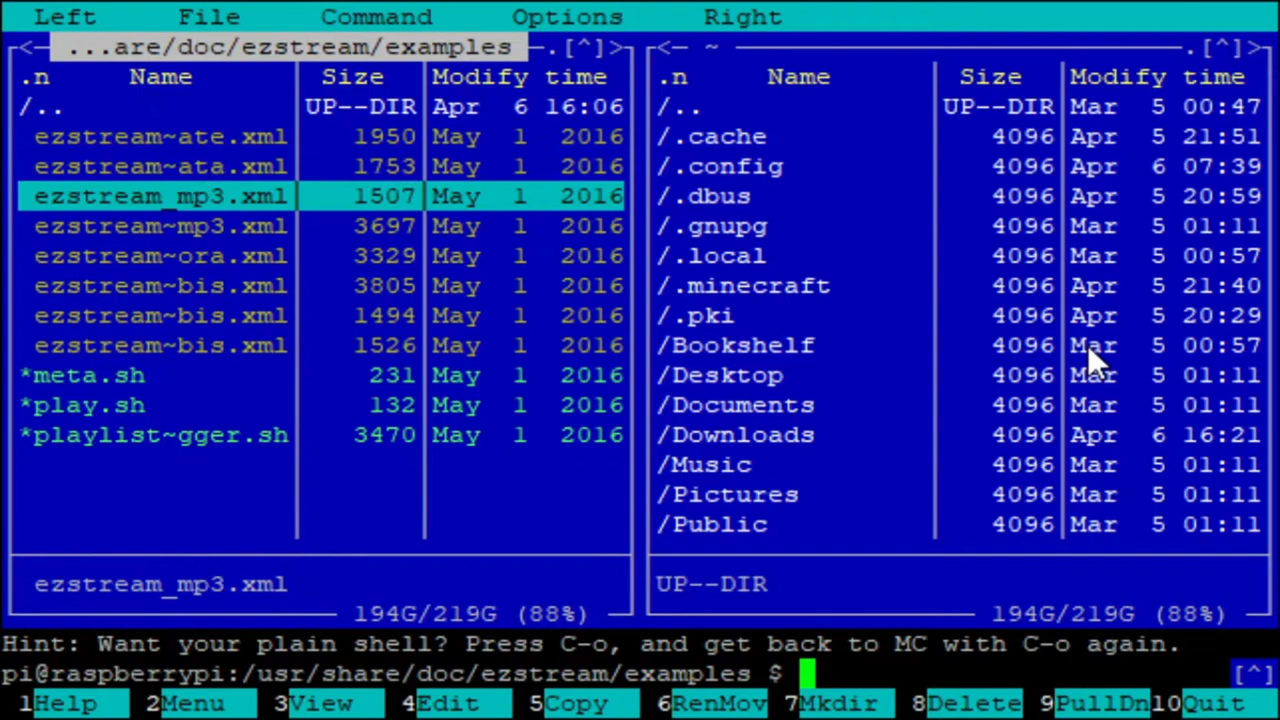 Left File Command Options Right
<— ...are/doc/ezstream/examples —.[^]> <— ~ —.[^]>
.n Name Size Modify time .n Name Size Modify time
/.. UP--DIR Apr 6 16:06 /.. UP--DIR Mar 5 00:47
ezstream~ate.xml 1950 May 1 2016 /.cache 4096 Apr 5 21:51
ezstream~ata.xml 1753 May 1 2016 /.config 4096 Apr 6 07:39
ezstream_mp3.xml 1507 May 1 2016 /.dbus 4096 Apr 5 20:59
ezstream~mp3.xml 3697 May 1 2016 /.gnupg 4096 Mar 5 01:11
ezstream~ora.xml 3329 May 1 2016 /.local 4096 Mar 5 00:57
ezstream~bis.xml 3805 May 1 2016 /.minecraft 4096 Apr 5 21:40
ezstream~bis.xml 1494 May 1 2016 /.pki 4096 Apr 5 20:29
ezstream~bis.xml 1526 May 1 2016 /Bookshelf 4096 Mar 5 00:57
*meta.sh 231 May 1 2016 /Desktop 4096 Mar 5 01:11
*play.sh 132 May 1 2016 /Documents 4096 Mar 5 01:11
*playlist~gger.sh 3470 May 1 2016 /Downloads 4096 Apr 6 16:21
/Music 4096 Mar 5 01:11
/Pictures 4096 Mar 5 01:11
/Public 4096 Mar 5 01:11
ezstream_mp3.xml UP--DIR
194G/219G (88%) 194G/219G (88%)
Hint: Want your plain shell? Press C-o, and get back to MC with C-o again.
pi@raspberrypi:/usr/share/doc/ezstream/examples $ [^]
1Help 2Menu 3View 4Edit 5Copy 6RenMov 7Mkdir 8Delete 9PullDn10Quit